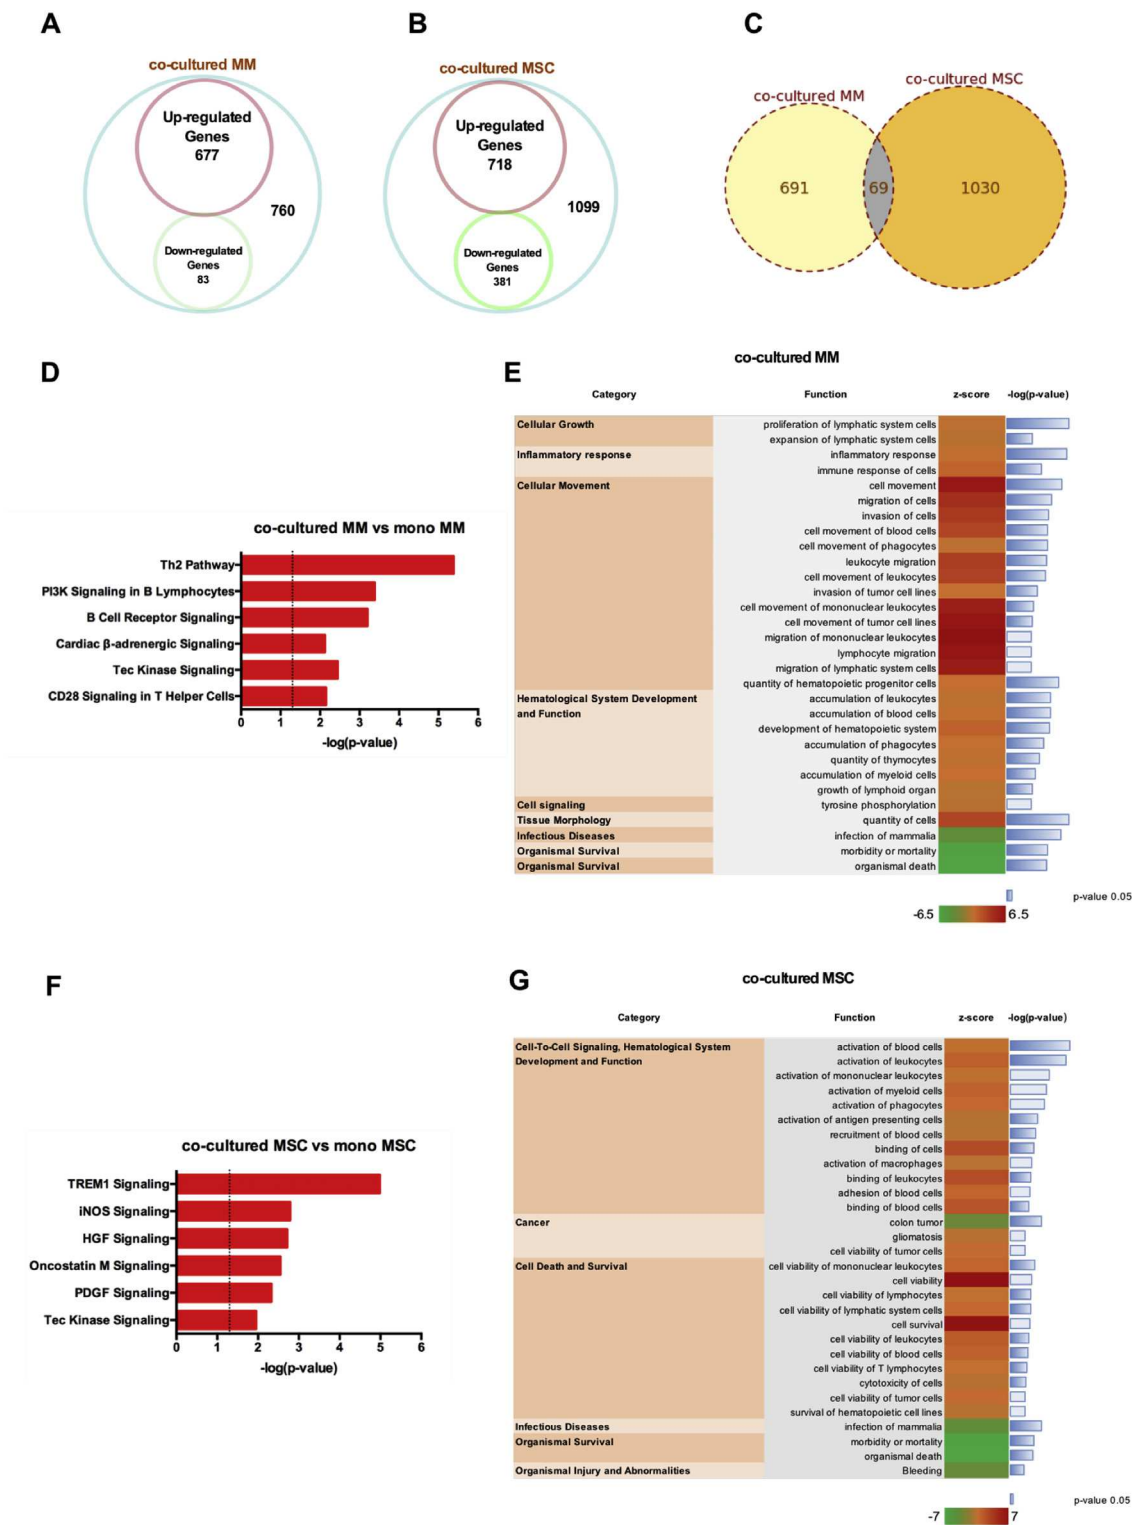 A
co-cultured MM
Up-regulated
Genes
677
760
Down-regulated
Genes
83
B
co-cultured MSC
Up-regulated
Genes
718
1099
Down-regulated
Genes
381
C
co-cultured MM
co-cultured MSC
691
69
1030
D
co-cultured MM vs mono MM
Th2 Pathway
PI3K Signaling in B Lymphocytes
B Cell Receptor Signaling
Cardiac β-adrenergic Signaling
Tec Kinase Signaling
CD28 Signaling in T Helper Cells
0 1 2 3 4 5 6
-log(p-value)
E
co-cultured MM
Category Function z-score -log(p-value)
Cellular Growth proliferation of lymphatic system cells
expansion of lymphatic system cells
Inflammatory response inflammatory response
immune response of cells
Cellular Movement cell movement
migration of cells
invasion of cells
cell movement of blood cells
cell movement of phagocytes
leukocyte migration
cell movement of leukocytes
invasion of tumor cell lines
cell movement of mononuclear leukocytes
cell movement of tumor cell lines
migration of mononuclear leukocytes
lymphocyte migration
migration of lymphatic system cells
quantity of hematopoietic progenitor cells
Hematological System Development accumulation of leukocytes
and Function accumulation of blood cells
development of hematopoietic system
accumulation of phagocytes
quantity of thymocytes
accumulation of myeloid cells
growth of lymphoid organ
Cell signaling tyrosine phosphorylation
Tissue Morphology quantity of cells
Infectious Diseases infection of mammalia
Organismal Survival morbidity or mortality
Organismal Survival organismal death
p-value 0.05
-6.5 6.5
F
co-cultured MSC vs mono MSC
TREM1 Signaling
iNOS Signaling
HGF Signaling
Oncostatin M Signaling
PDGF Signaling
Tec Kinase Signaling
0 1 2 3 4 5 6
-log(p-value)
G
co-cultured MSC
Category Function z-score -log(p-value)
Cell-To-Cell Signaling, Hematological System activation of blood cells
Development and Function activation of leukocytes
activation of mononuclear leukocytes
activation of myeloid cells
activation of phagocytes
activation of antigen presenting cells
recruitment of blood cells
binding of cells
activation of macrophages
binding of leukocytes
adhesion of blood cells
binding of blood cells
Cancer colon tumor
gliomatosis
cell viability of tumor cells
Cell Death and Survival cell viability of mononuclear leukocytes
cell viability
cell viability of lymphocytes
cell viability of lymphatic system cells
cell survival
cell viability of leukocytes
cell viability of blood cells
cell viability of T lymphocytes
cytotoxicity of cells
cell viability of tumor cells
survival of hematopoietic cell lines
Infectious Diseases infection of mammalia
Organismal Survival morbidity or mortality
organismal death
Organismal Injury and Abnormalities Bleeding
p-value 0.05
-7 7